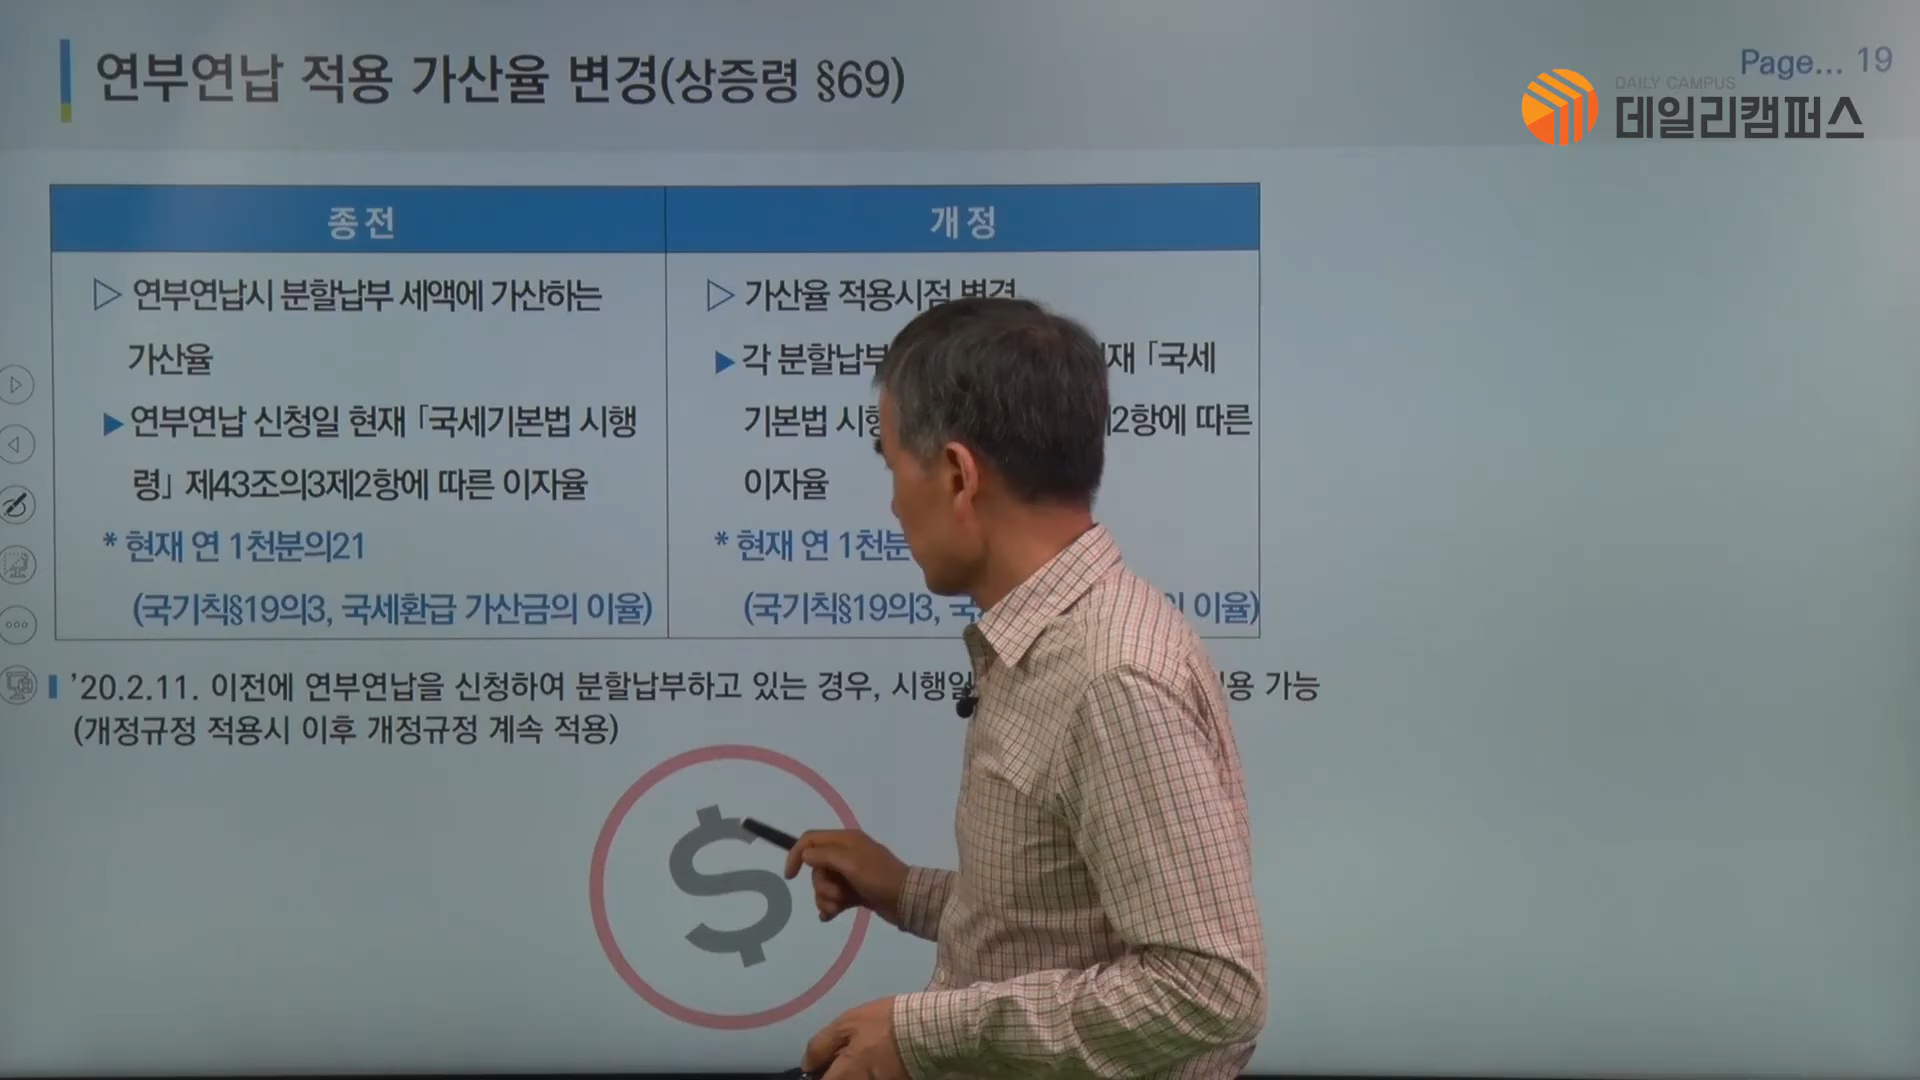 연부연납 적용 가산율 변경(상증령 §69)
Page... 19
DAILY CAMPUS
데일리캠퍼스
종전
개정
▷ 연부연납시 분할납부 세액에 가산하는
가산율
▶ 연부연납 신청일 현재 「국세기본법 시행
령」 제43조의3제2항에 따른 이자율
* 현재 연 1천분의21
(국기칙§19의3, 국세환급 가산금의 이율)
▷ 가산율 적용시점 변경
▶ 각 분할납부 현재 「국세
기본법 시행 제2항에 따른
이자율
* 현재 연 1천분
(국기칙§19의3, 이율)
’20.2.11. 이전에 연부연납을 신청하여 분할납부하고 있는 경우, 시행일 가능
(개정규정 적용시 이후 개정규정 계속 적용)
$